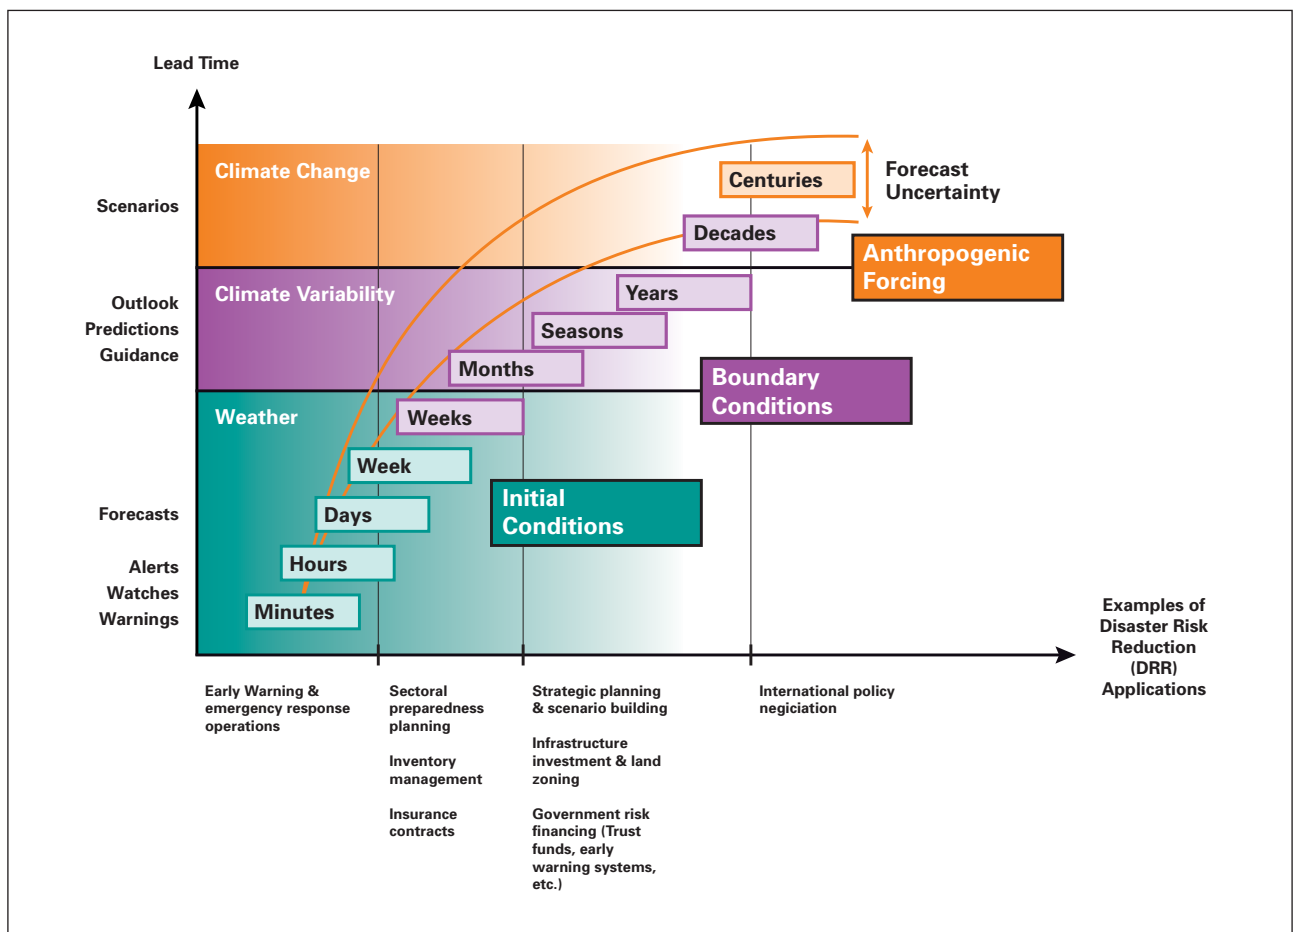 Lead Time
Climate Change
Scenarios
Centuries
Forecast
Uncertainty
Decades
Anthropogenic
Forcing
Climate Variability
Outlook
Predictions
Guidance
Years
Seasons
Months
Boundary
Conditions
Weather
Weeks
Week
Initial
Conditions
Forecasts
Days
Alerts
Watches
Warnings
Hours
Minutes
Examples of
Disaster Risk
Reduction
(DRR)
Applications
Early Warning &
emergency response
operations
Sectoral
preparedness
planning
Inventory
management
Insurance
contracts
Strategic planning
& scenario building
Infrastructure
investment & land
zoning
Government risk
financing (Trust
funds, early
warning systems,
etc.)
International policy
negiciation